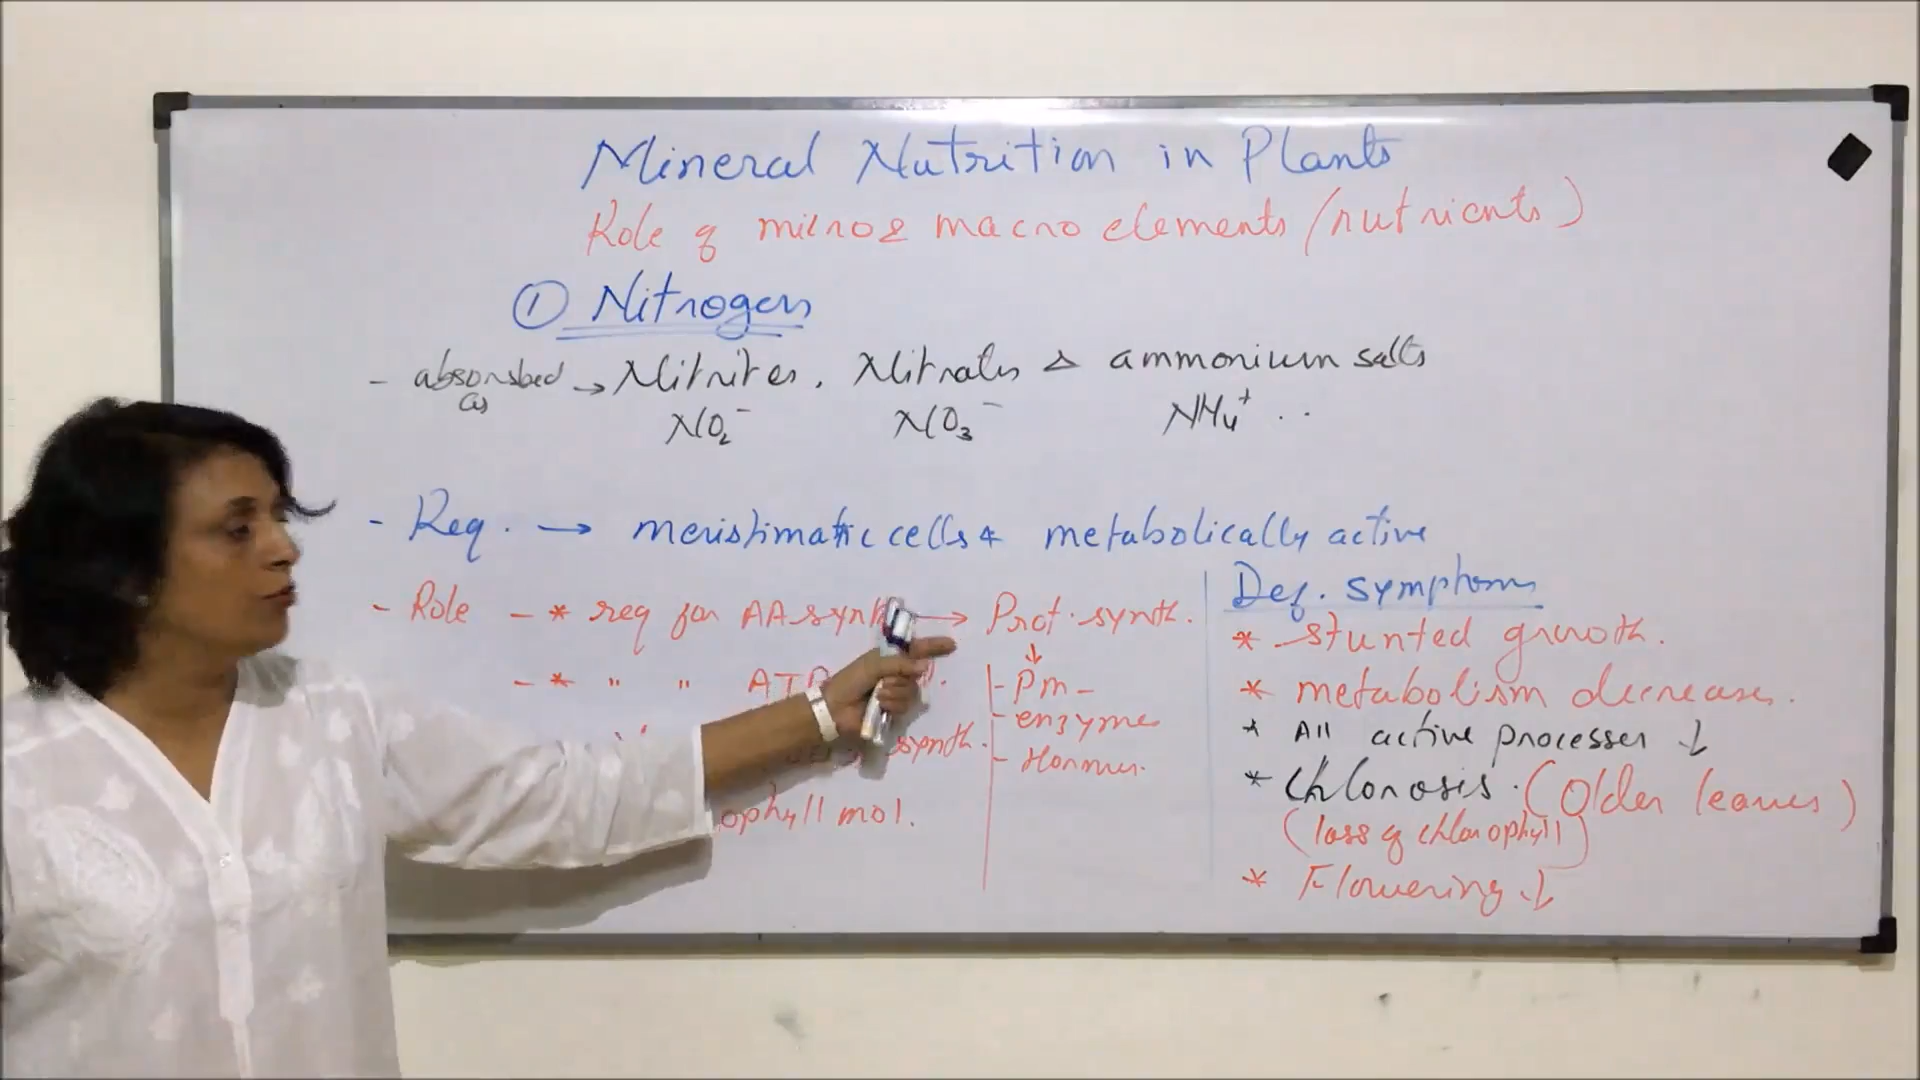 Mineral Nutrition in Plants
Role of micro & macro elements (nutrients)
① Nitrogen
- absorbed as → Nitrites, Nitrates & ammonium salts
NO₂⁻ NO₃⁻ NH₄⁺ ..
- Req. → meristimatic cells & metabolically active
- Role - * req for AA synth → Prot. synth.
↓
- * " " ATP
- Pm -
- enzyme
synth.
- Hormones.
ophyll mol.
Def. symptoms
* stunted growth.
* metabolism decreases.
* All active processes ↓
* chlorosis. (Older leaves)
(loss of chlorophyll)
* Flowering ↓